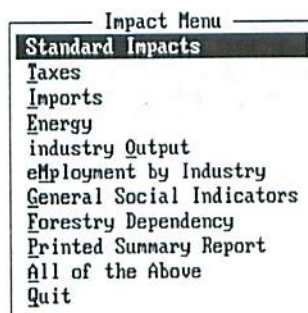 Impact Menu
Standard Impacts
Taxes
Imports
Energy
industry Output
eMployment by Industry
General Social Indicators
Forestry Dependency
Printed Summary Report
All of the Above
Quit